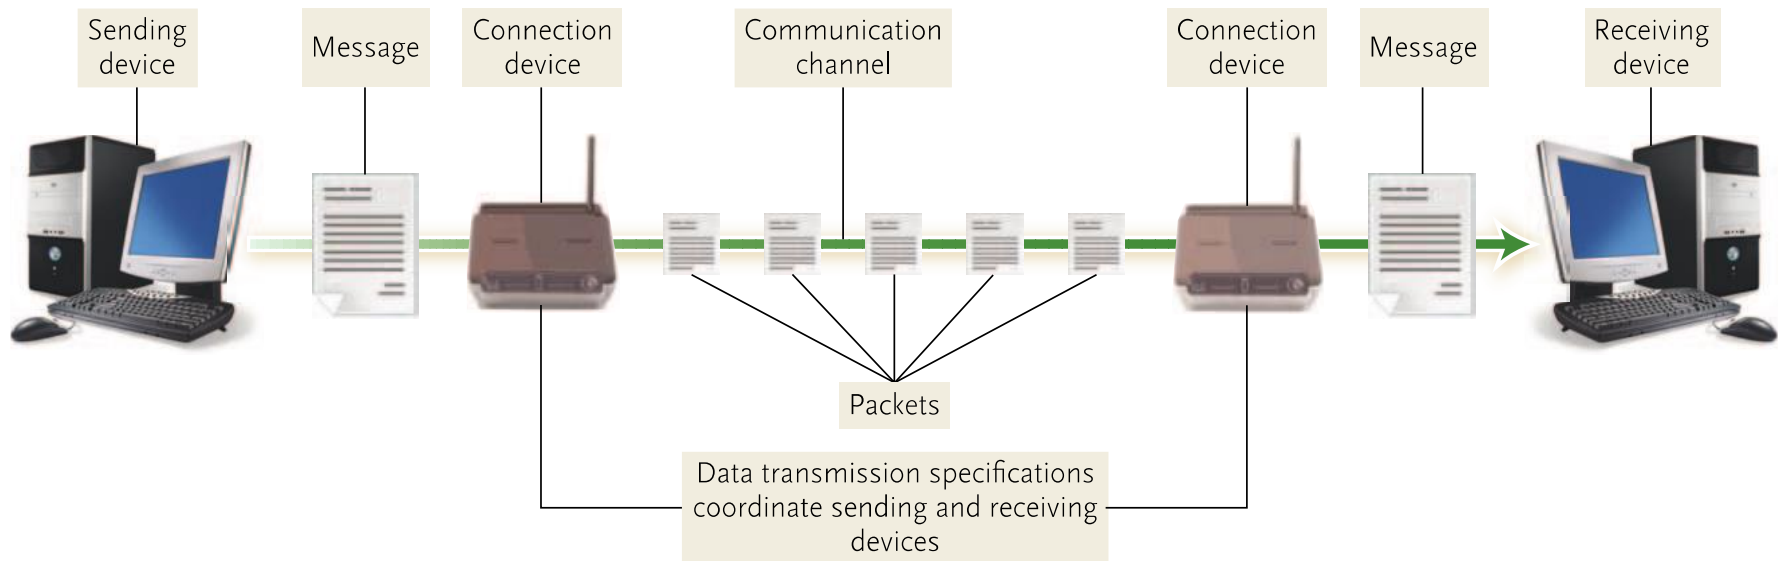 Sending
device
Message
Connection
device
Communication
channel
Connection
device
Message
Receiving
device
Packets
Data transmission specifications
coordinate sending and receiving
devices